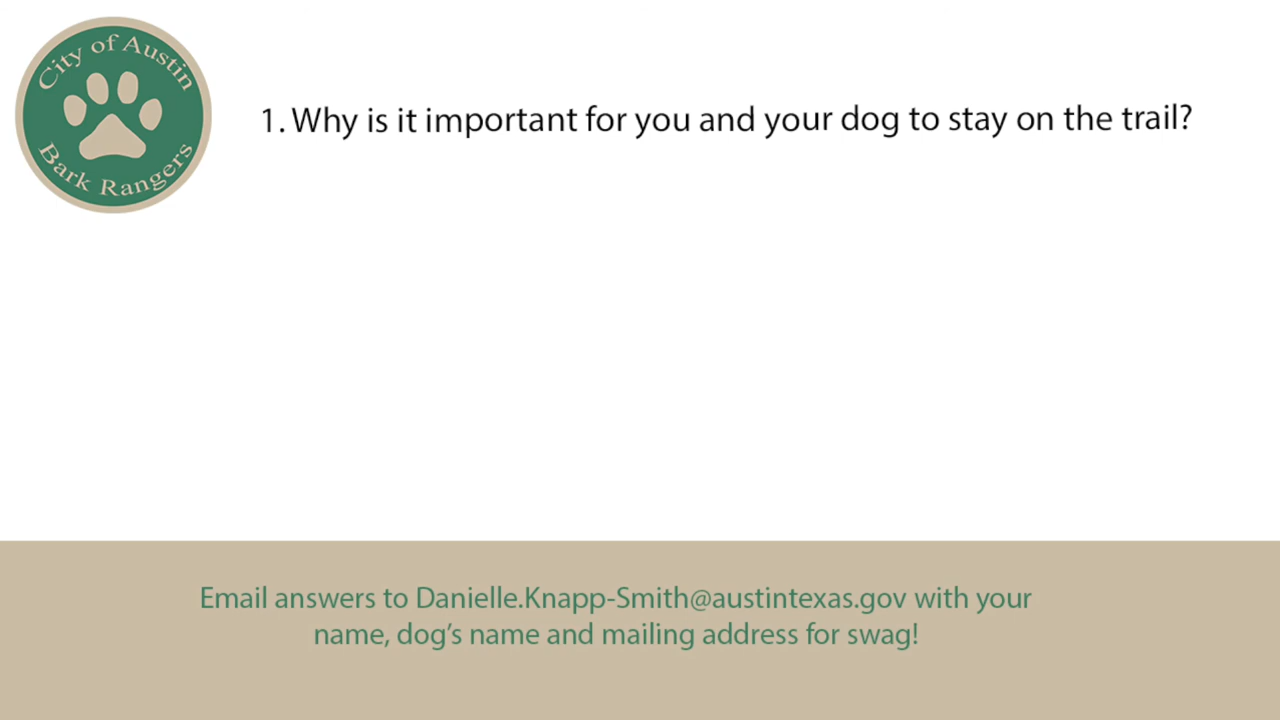 City of Austin
Bark Rangers
1. Why is it important for you and your dog to stay on the trail?
Email answers to Danielle.Knapp-Smith@austintexas.gov with your
name, dog's name and mailing address for swag!